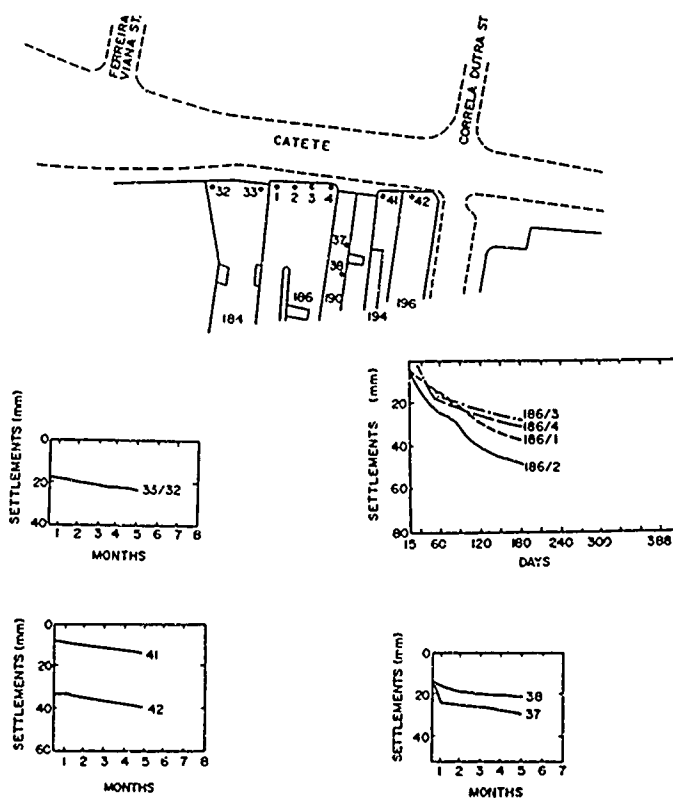 FERREIRA
VIANA ST.
CORRELA DUTRA ST
CATETE
32 33 1 2 3 4 41 42
37
38
186 190
184 194 196
SETTLEMENTS (mm)
0
20
40
33/32
1 2 3 4 5 6 7 8
MONTHS
SETTLEMENTS (mm)
20
40
60
80
186/3
186/4
186/1
186/2
15 60 120 180 240 300 388
DAYS
SETTLEMENTS (mm)
0
20
40
60
41
42
1 2 3 4 5 6 7 8
MONTHS
SETTLEMENTS (mm)
0
20
40
38
37
1 2 3 4 5 6 7
MONTHS